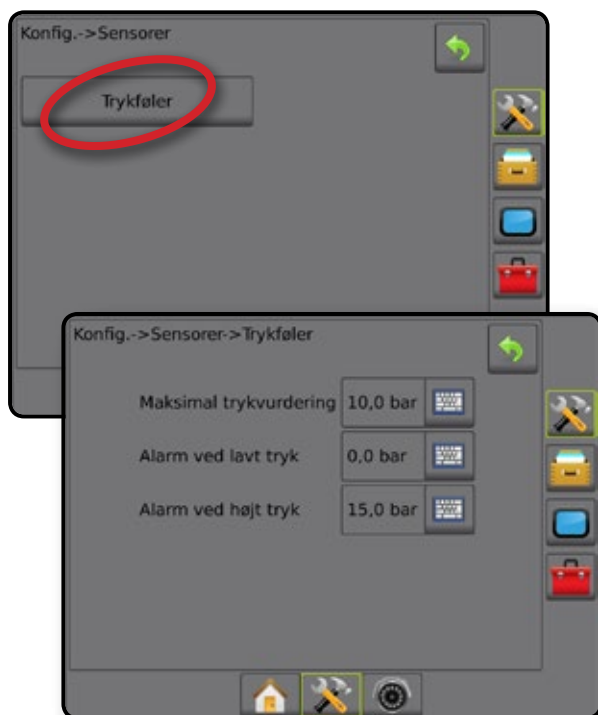 Konfig.->Sensorer
Trykføler
Konfig.->Sensorer->Trykføler
Maksimal trykvurdering 10,0 bar
Alarm ved lavt tryk 0,0 bar
Alarm ved højt tryk 15,0 bar